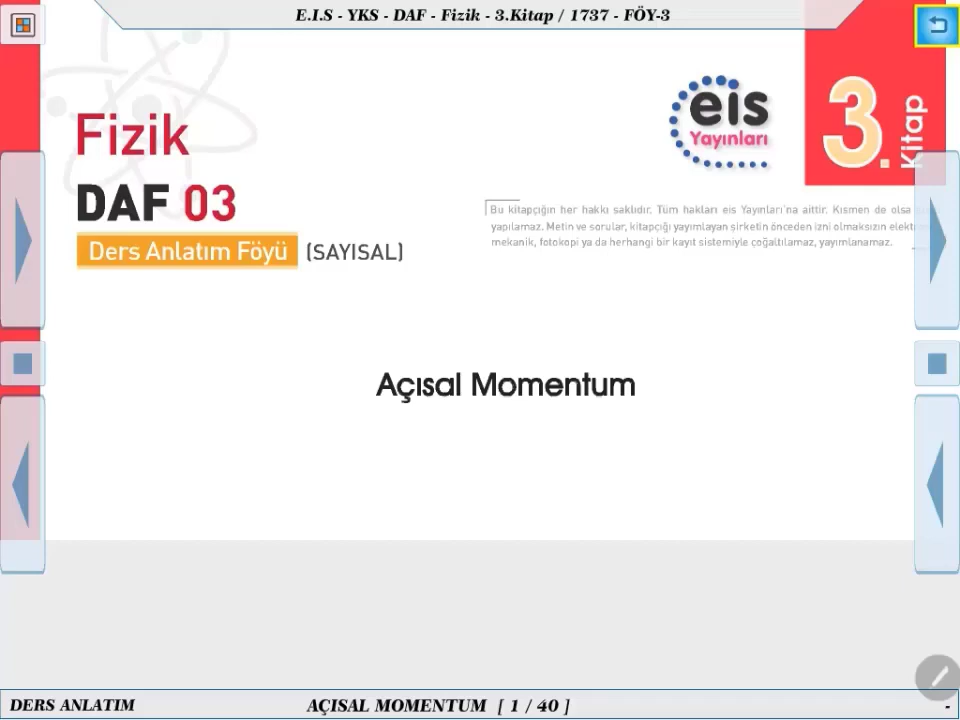 E.I.S - YKS - DAF - Fizik - 3.Kitap / 1737 - FÖY-3
eis
Yayınları
3.
Kitap
Fizik
DAF 03
Ders Anlatım Föyü (SAYISAL)
Bu kitapçığın her hakkı saklıdır. Tüm hakları eis Yayınları'na aittir. Kısmen de olsa
yapılamaz. Metin ve sorular, kitapçığı yayımlayan şirketin önceden izni olmaksızın
mekanik, fotokopi ya da herhangi bir kayıt sistemiyle çoğaltılamaz, yayımlanamaz.
Açısal Momentum
DERS ANLATIM AÇISAL MOMENTUM [ 1 / 40 ] -